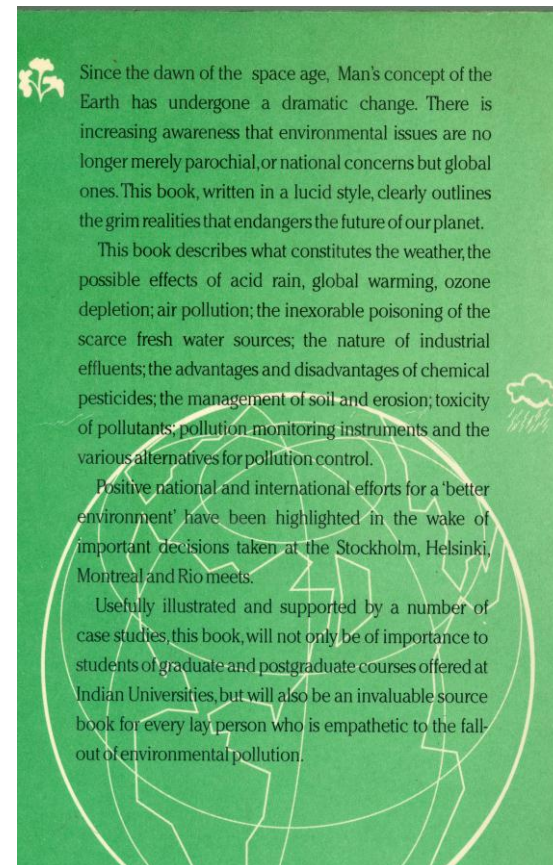 Since the dawn of the space age, Man's concept of the
Earth has undergone a dramatic change. There is
increasing awareness that environmental issues are no
longer merely parochial, or national concerns but global
ones. This book, written in a lucid style, clearly outlines
the grim realities that endangers the future of our planet.
This book describes what constitutes the weather, the
possible effects of acid rain, global warming, ozone
depletion; air pollution; the inexorable poisoning of the
scarce fresh water sources; the nature of industrial
effluents; the advantages and disadvantages of chemical
pesticides; the management of soil and erosion; toxicity
of pollutants; pollution monitoring instruments and the
various alternatives for pollution control.
Positive national and international efforts for a 'better
environment' have been highlighted in the wake of
important decisions taken at the Stockholm, Helsinki,
Montreal and Rio meets.
Usefully illustrated and supported by a number of
case studies, this book, will not only be of importance to
students of graduate and postgraduate courses offered at
Indian Universities, but will also be an invaluable source
book for every lay person who is empathetic to the fall-
out of environmental pollution.